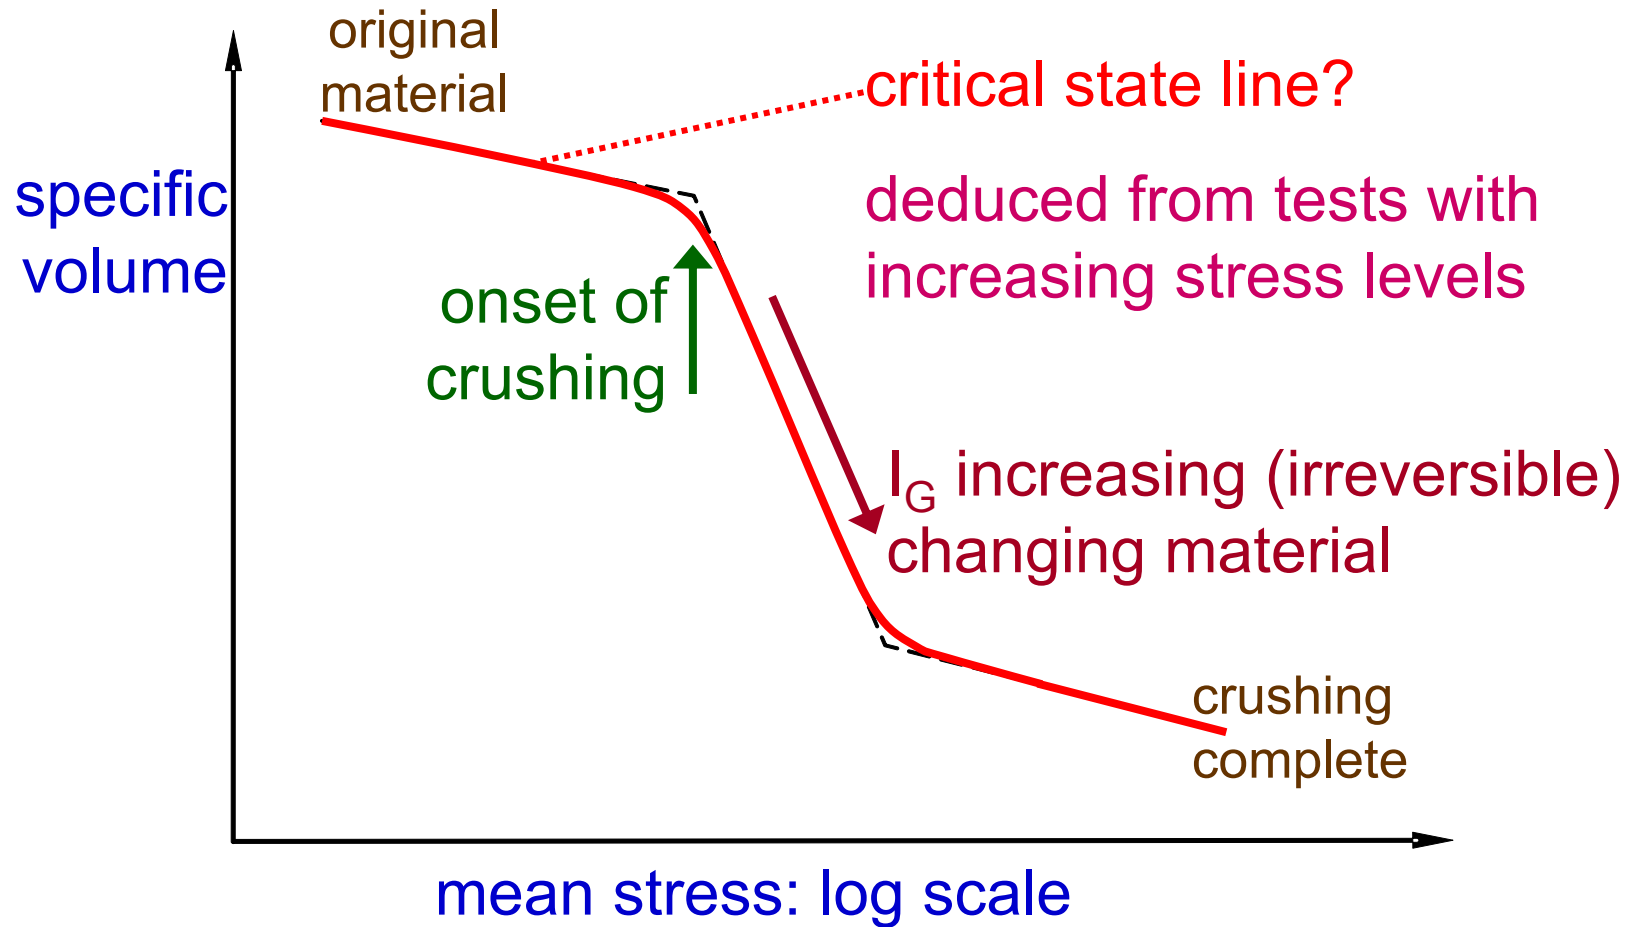 original
material
critical state line?
specific
volume
deduced from tests with
increasing stress levels
onset of
crushing
I_G increasing (irreversible)
changing material
crushing
complete
mean stress: log scale